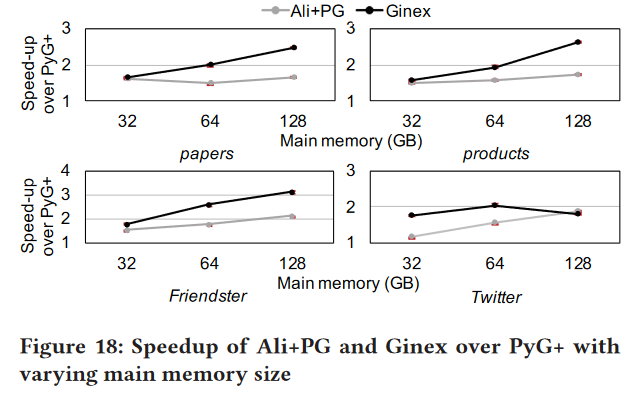 Ali+PG Ginex
Speed-up over PyG+
3
2
1
32 64 128
papers
3
2
1
32 64 128
products
Main memory (GB)
Speed-up over PyG+
4
3
2
1
32 64 128
Friendster
3
2
1
32 64 128
Twitter
Main memory (GB)
Figure 18: Speedup of Ali+PG and Ginex over PyG+ with
varying main memory size